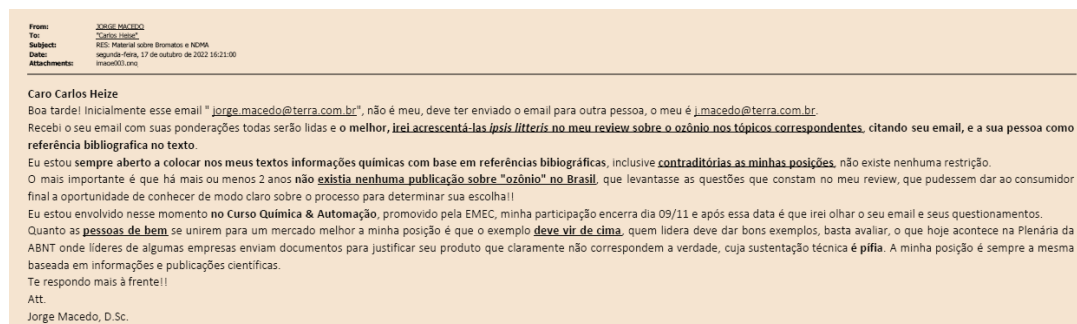 From: JORGE MACEDO
To: "Carlos Heise"
Subject: RES: Material sobre Bromatos e NDMA
Date: segunda-feira, 17 de outubro de 2022 16:21:00
Attachments: image003.png
Caro Carlos Heize
Boa tarde! Inicialmente esse email " jorge.macedo@terra.com.br", não é meu, deve ter enviado o email para outra pessoa, o meu é j.macedo@terra.com.br.
Recebi o seu email com suas ponderações todas serão lidas e o melhor, irei acrescentá-las ipsis litteris no meu review sobre o ozônio nos tópicos correspondentes, citando seu email, e a sua pessoa como
referência bibliografica no texto.
Eu estou sempre aberto a colocar nos meus textos informações químicas com base em referências bibiográficas, inclusive contraditórias as minhas posições, não existe nenhuma restrição.
O mais importante é que há mais ou menos 2 anos não existia nenhuma publicação sobre "ozônio" no Brasil, que levantasse as questões que constam no meu review, que pudessem dar ao consumidor
final a oportunidade de conhecer de modo claro sobre o processo para determinar sua escolha!!
Eu estou envolvido nesse momento no Curso Química & Automação, promovido pela EMEC, minha participação encerra dia 09/11 e após essa data é que irei olhar o seu email e seus questionamentos.
Quanto as pessoas de bem se unirem para um mercado melhor a minha posição é que o exemplo deve vir de cima, quem lidera deve dar bons exemplos, basta avaliar, o que hoje acontece na Plenária da
ABNT onde líderes de algumas empresas enviam documentos para justificar seu produto que claramente não correspondem a verdade, cuja sustentação técnica é pífia. A minha posição é sempre a mesma
baseada em informações e publicações científicas.
Te respondo mais à frente!!
Att.
Jorge Macedo, D.Sc.